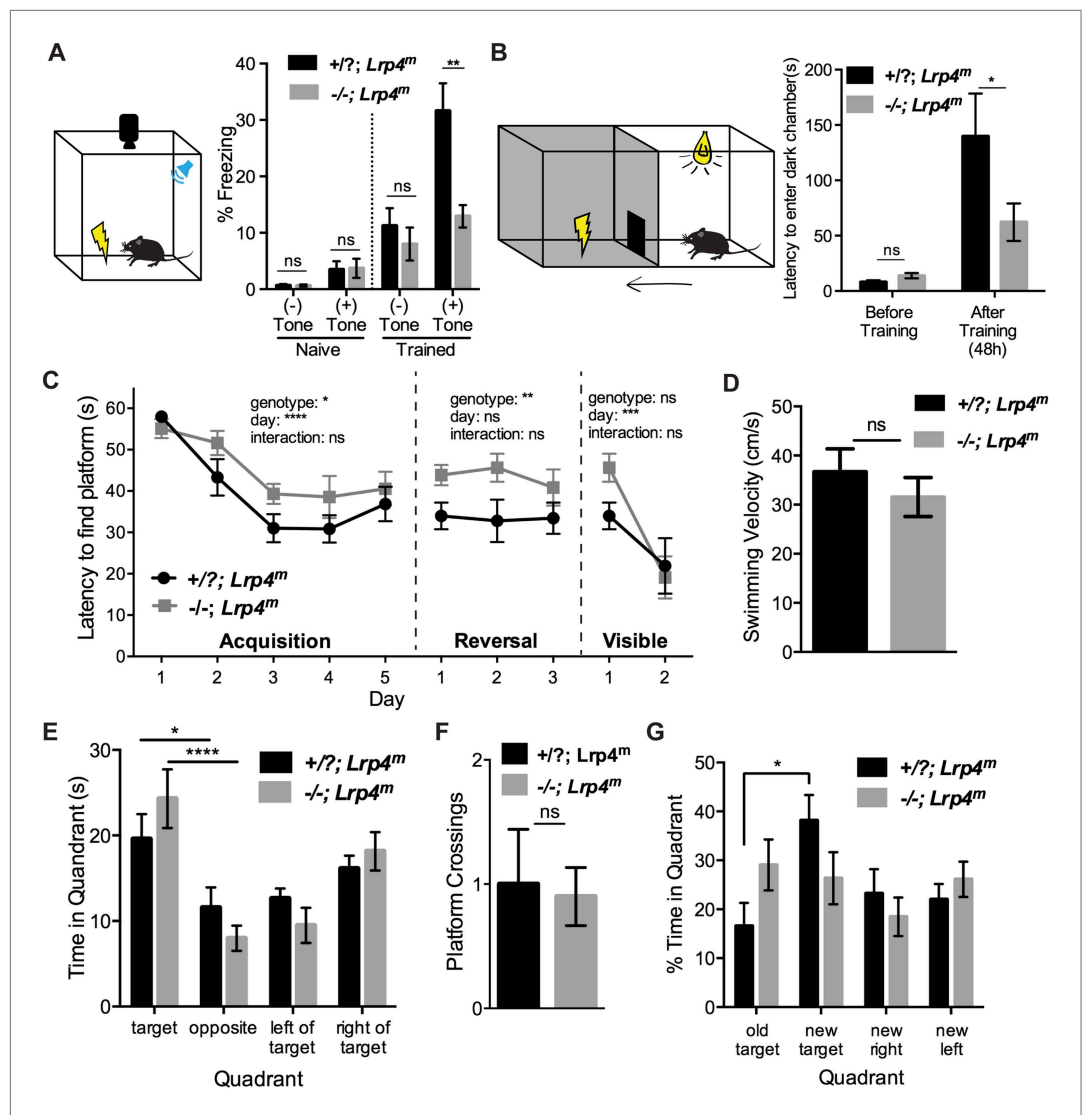 A
+/?; Lrp4m
-/-; Lrp4m
% Freezing
40
30
20
10
0
ns
ns
ns
**
(-)
Tone
(+)
Tone
(-)
Tone
(+)
Tone
Naive
Trained
B
+/?; Lrp4m
-/-; Lrp4m
Latency to enter dark chamber(s)
200
150
100
50
0
ns
*
Before
Training
After
Training
(48h)
C
Latency to find platform (s)
60
50
40
30
20
10
0
genotype: *
day: ****
interaction: ns
genotype: **
day: ns
interaction: ns
genotype: ns
day: ***
interaction: ns
+/?; Lrp4m
-/-; Lrp4m
Acquisition
Reversal
Visible
1 2 3 4 5 1 2 3 1 2
Day
D
+/?; Lrp4m
-/-; Lrp4m
Swimming Velocity (cm/s)
50
40
30
20
10
0
ns
E
+/?; Lrp4m
-/-; Lrp4m
Time in Quandrant (s)
30
20
10
0
*
****
target
opposite
left of
target
right of
target
Quadrant
F
+/?; Lrp4m
-/-; Lrp4m
Platform Crossings
2
1
0
ns
G
+/?; Lrp4m
-/-; Lrp4m
% Time in Quadrant
50
40
30
20
10
0
*
old
target
new
target
new
right
new
left
Quadrant